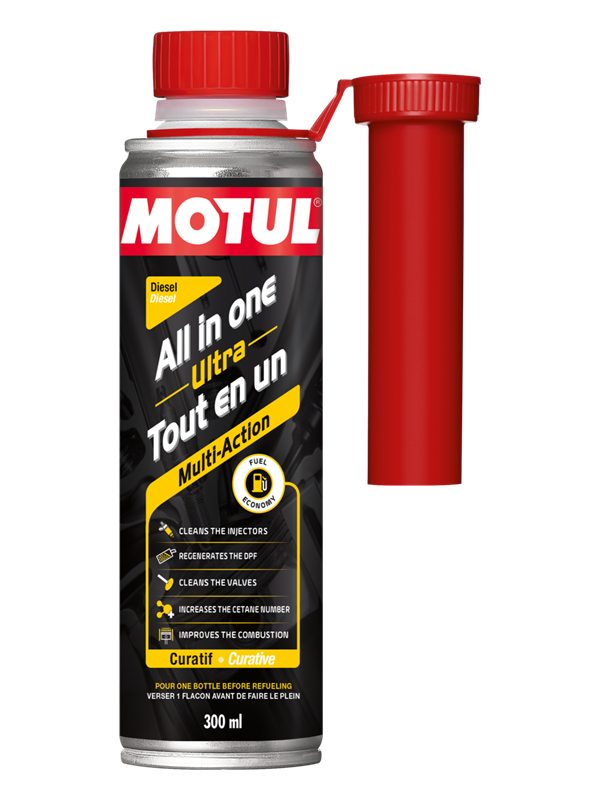 MOTUL®
Diesel
Diesel
All in one
Ultra
Tout en un
Multi-Action
FUEL
ECONOMY
CLEANS THE INJECTORS
REGENERATES THE DPF
CLEANS THE VALVES
INCREASES THE CETANE NUMBER
IMPROVES THE COMBUSTION
Curatif • Curative
POUR ONE BOTTLE BEFORE REFUELING
VERSER 1 FLACON AVANT DE FAIRE LE PLEIN
300 ml